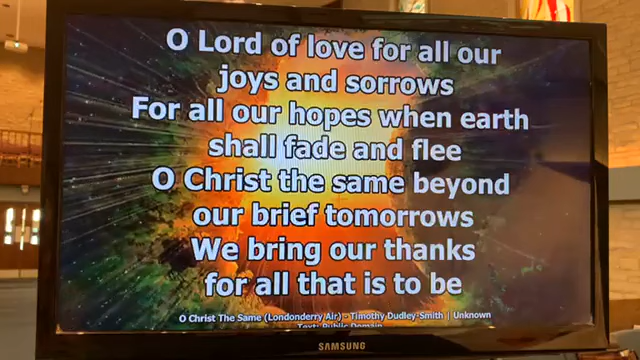 O Lord of love for all our
joys and sorrows
For all our hopes when earth
shall fade and flee
O Christ the same beyond
our brief tomorrows
We bring our thanks
for all that is to be
O Christ The Same (Londonderry Air) - Timothy Dudley-Smith | Unknown
Text: Public Domain
SAMSUNG